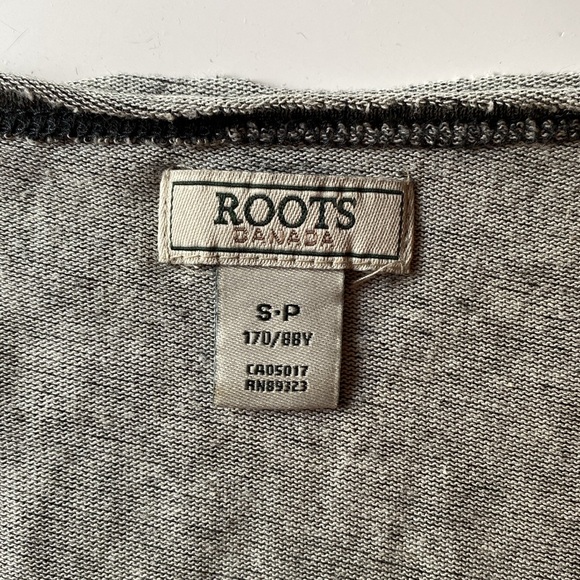 ROOTS
CANADA
S·P
170/88Y
CA05017
RN89323